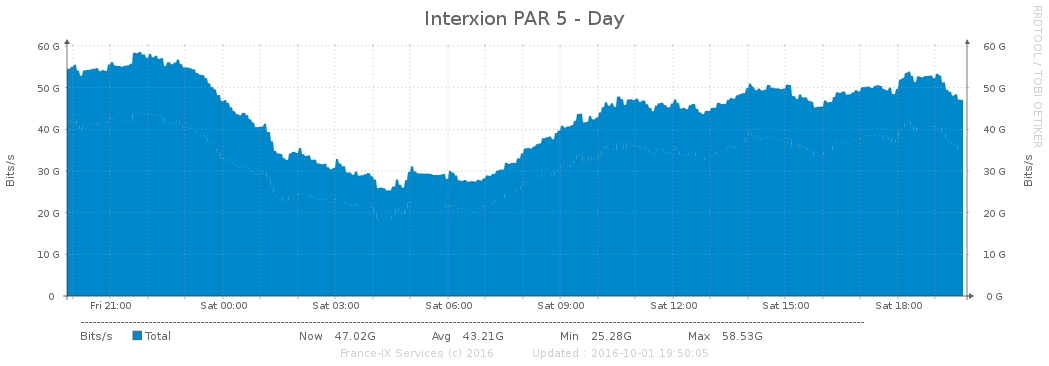 Interxion PAR 5 - Day
RRDTOOL / TOBI OETIKER
60 G 60 G
50 G 50 G
40 G 40 G
30 G 30 G
20 G 20 G
10 G 10 G
0 0 G
Bits/s Bits/s
Fri 21:00 Sat 00:00 Sat 03:00 Sat 06:00 Sat 09:00 Sat 12:00 Sat 15:00 Sat 18:00
Bits/s Total Now 47.02G Avg 43.21G Min 25.28G Max 58.53G
France-IX Services (c) 2016 Updated : 2016-10-01 19:50:05